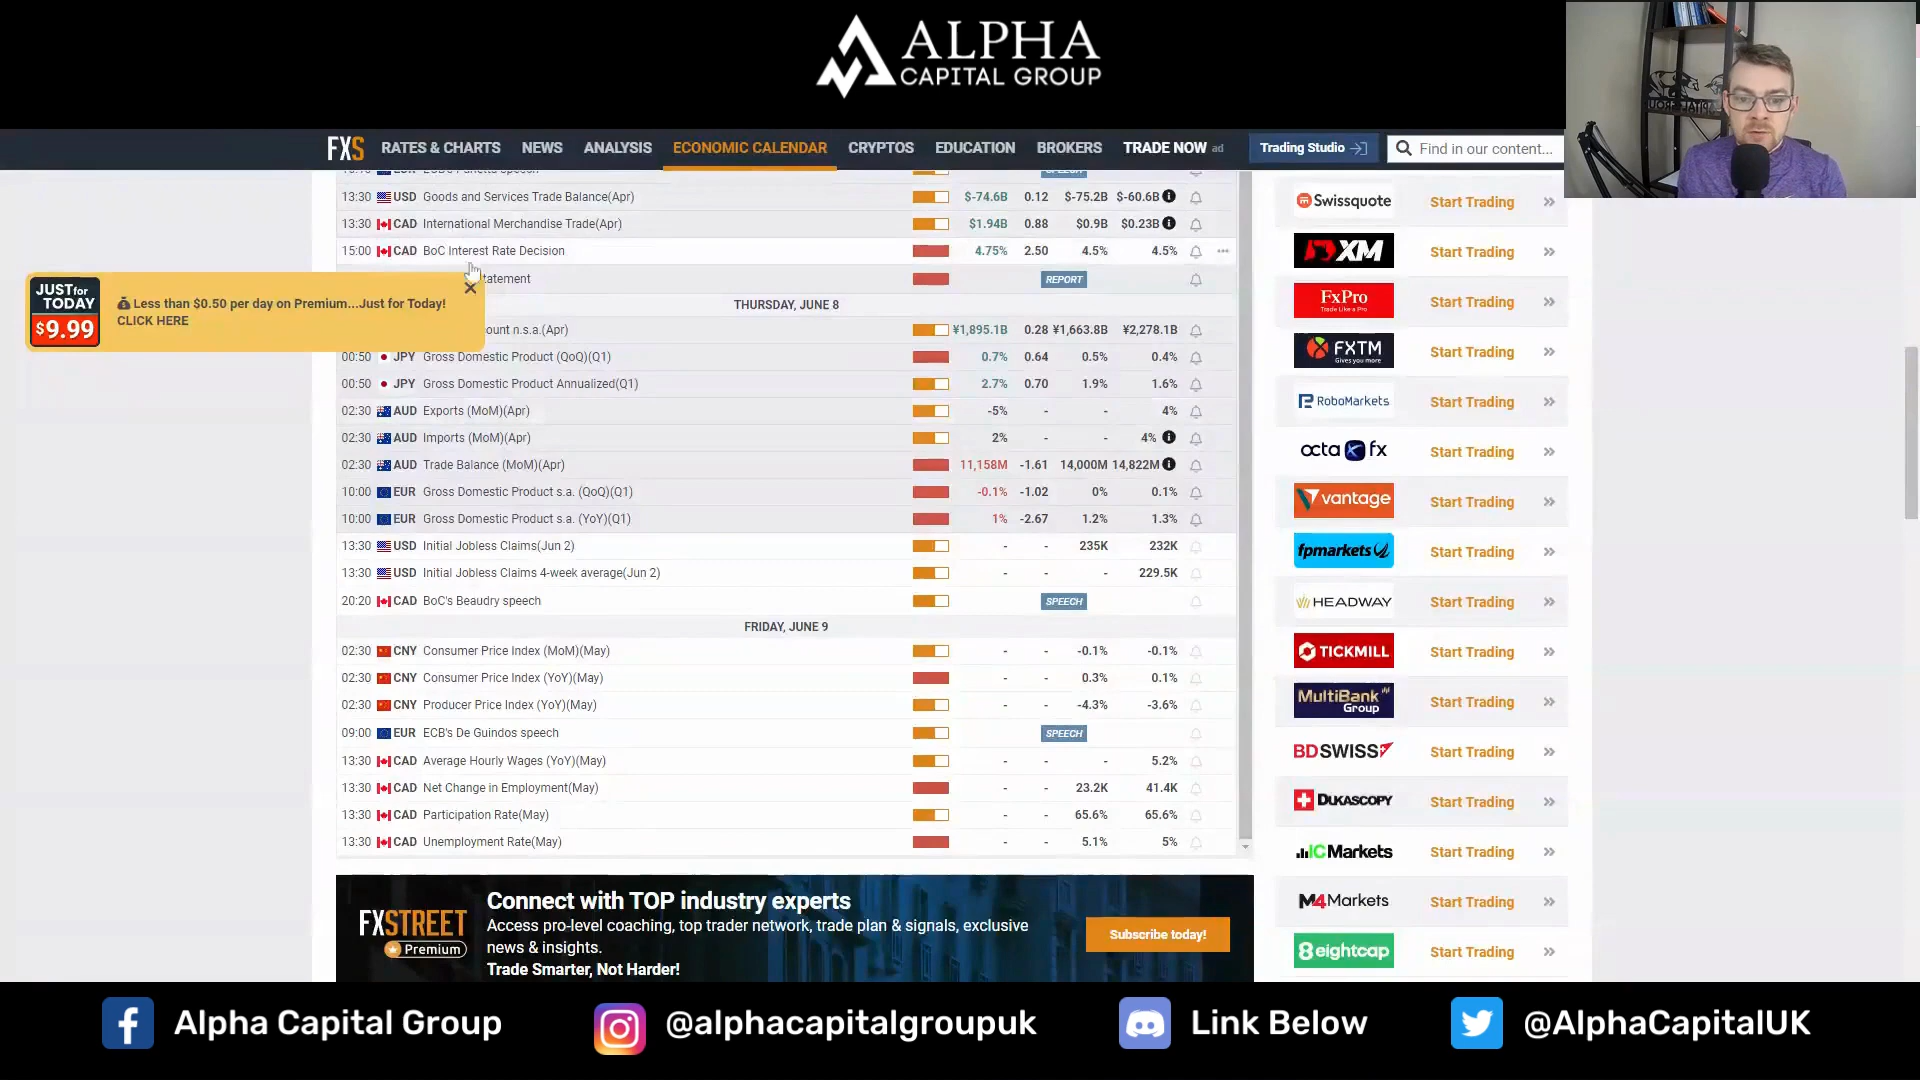 ALPHA
CAPITAL GROUP
FXS RATES & CHARTS NEWS ANALYSIS ECONOMIC CALENDAR CRYPTOS EDUCATION BROKERS TRADE NOW ad Trading Studio Find in our content...
13:30 USD Goods and Services Trade Balance(Apr) $-74.6B 0.12 $-75.2B $-60.6B
13:30 CAD International Merchandise Trade(Apr) $1.94B 0.88 $0.9B $0.23B
15:00 CAD BoC Interest Rate Decision 4.75% 2.50 4.5% 4.5%
tatement REPORT
JUST for TODAY $9.99
Less than $0.50 per day on Premium...Just for Today!
CLICK HERE
THURSDAY, JUNE 8
ount n.s.a.(Apr) ¥1,895.1B 0.28 ¥1,663.8B ¥2,278.1B
00:50 JPY Gross Domestic Product (QoQ)(Q1) 0.7% 0.64 0.5% 0.4%
00:50 JPY Gross Domestic Product Annualized(Q1) 2.7% 0.70 1.9% 1.6%
02:30 AUD Exports (MoM)(Apr) -5% - - 4%
02:30 AUD Imports (MoM)(Apr) 2% - - 4%
02:30 AUD Trade Balance (MoM)(Apr) 11,158M -1.61 14,000M 14,822M
10:00 EUR Gross Domestic Product s.a. (QoQ)(Q1) -0.1% -1.02 0% 0.1%
10:00 EUR Gross Domestic Product s.a. (YoY)(Q1) 1% -2.67 1.2% 1.3%
13:30 USD Initial Jobless Claims(Jun 2) - - 235K 232K
13:30 USD Initial Jobless Claims 4-week average(Jun 2) - - - 229.5K
20:20 CAD BoC's Beaudry speech SPEECH
FRIDAY, JUNE 9
02:30 CNY Consumer Price Index (MoM)(May) - - -0.1% -0.1%
02:30 CNY Consumer Price Index (YoY)(May) - - 0.3% 0.1%
02:30 CNY Producer Price Index (YoY)(May) - - -4.3% -3.6%
09:00 EUR ECB's De Guindos speech SPEECH
13:30 CAD Average Hourly Wages (YoY)(May) - - - 5.2%
13:30 CAD Net Change in Employment(May) - - 23.2K 41.4K
13:30 CAD Participation Rate(May) - - 65.6% 65.6%
13:30 CAD Unemployment Rate(May) - - 5.1% 5%
Swissquote Start Trading
XM Start Trading
FxPro Trade Like a Pro Start Trading
FXTM Gives you more Start Trading
RoboMarkets Start Trading
octa fx Start Trading
vantage Start Trading
fpmarkets Start Trading
HEADWAY Start Trading
TICKMILL Start Trading
MultiBank Group Start Trading
BDSWISS Start Trading
DUKASCOPY Start Trading
IC Markets Start Trading
M4Markets Start Trading
8 eightcap Start Trading
FXSTREET
Premium
Connect with TOP industry experts
Access pro-level coaching, top trader network, trade plan & signals, exclusive
news & insights.
Trade Smarter, Not Harder!
Subscribe today!
Alpha Capital Group @alphacapitalgroupuk Link Below @AlphaCapitalUK